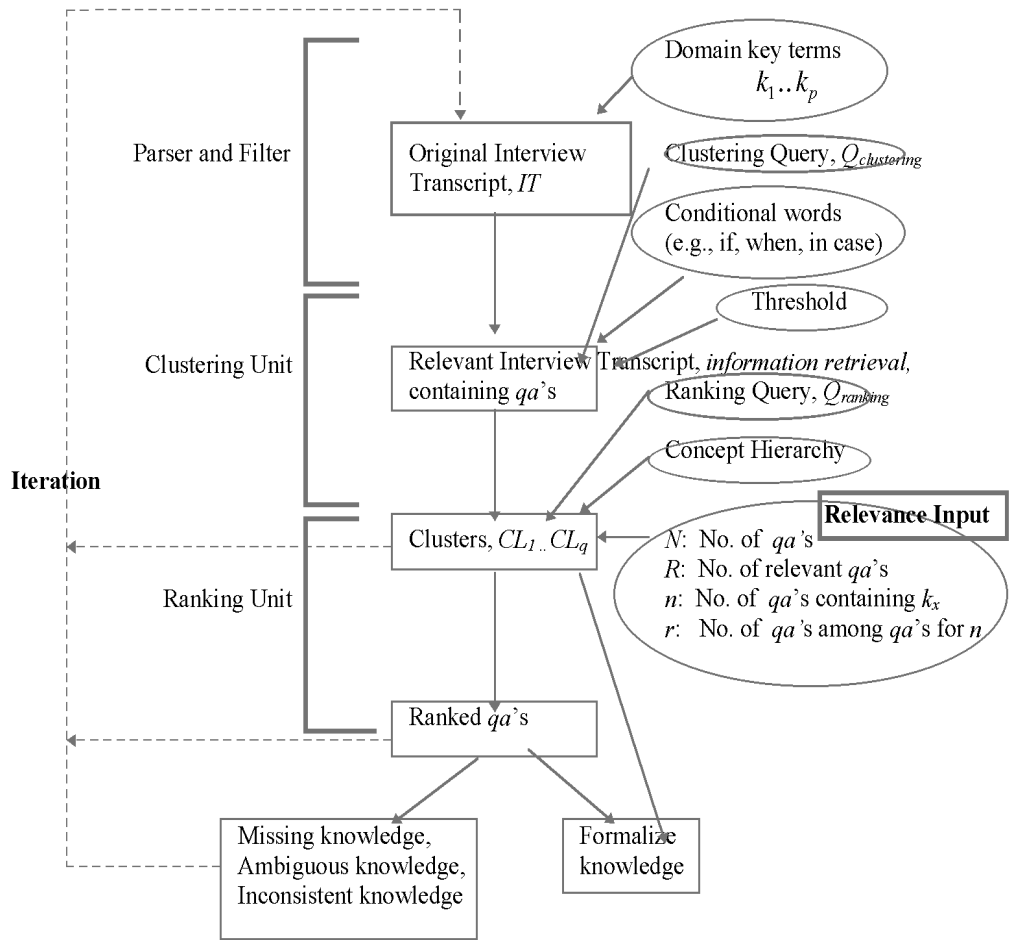 Domain key terms
k1..kp
Parser and Filter
Original Interview
Transcript, IT
Clustering Query, Qclustering
Conditional words
(e.g., if, when, in case)
Threshold
Clustering Unit
Relevant Interview Transcript, information retrieval,
containing qa's
Ranking Query, Qranking
Concept Hierarchy
Iteration
Relevance Input
Clusters, CL1 .. CLq
N: No. of qa's
R: No. of relevant qa's
n: No. of qa's containing kx
r: No. of qa's among qa's for n
Ranking Unit
Ranked qa's
Missing knowledge,
Ambiguous knowledge,
Inconsistent knowledge
Formalize
knowledge